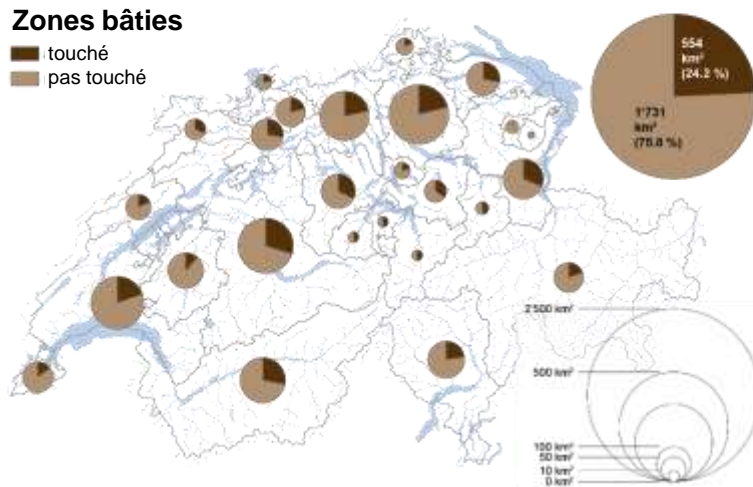 Zones bâties
touché
pas touché
554
km²
(24.2 %)
1'731
km²
(75.8 %)
2'500 km²
500 km²
100 km²
50 km²
10 km²
0 km²